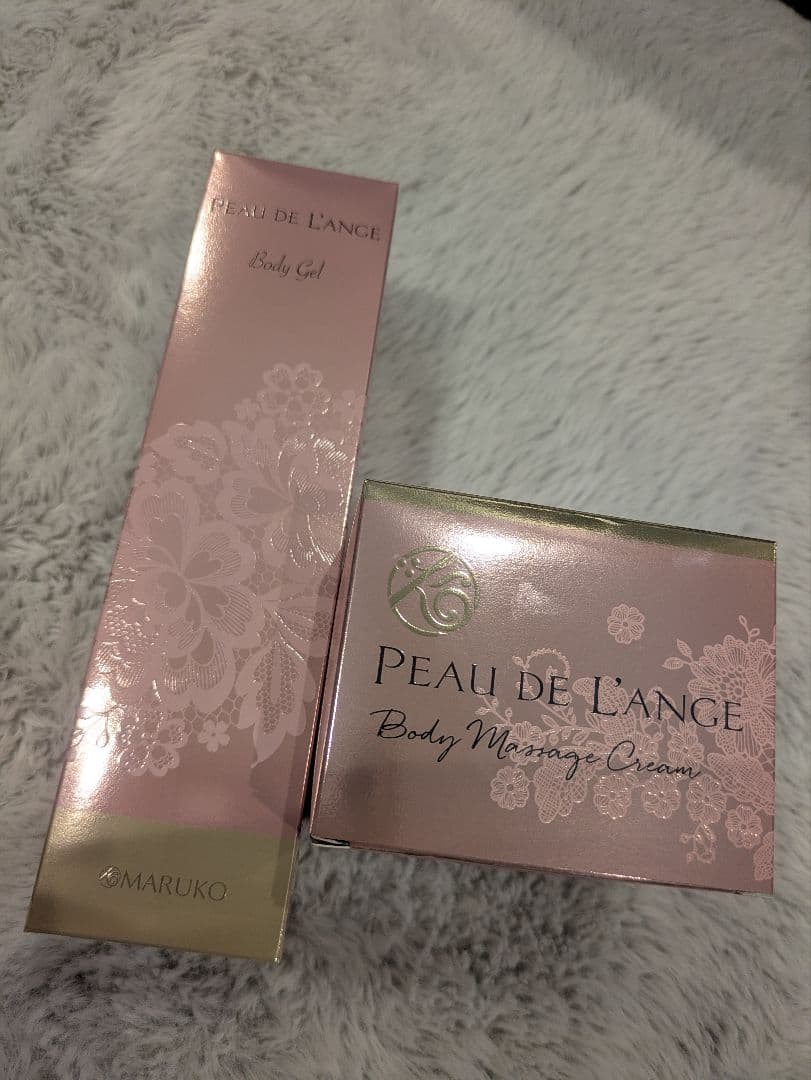 PEAU DE L'ANGE
Body Gel
MARUKO
PEAU DE L'ANGE
Body Massage Cream